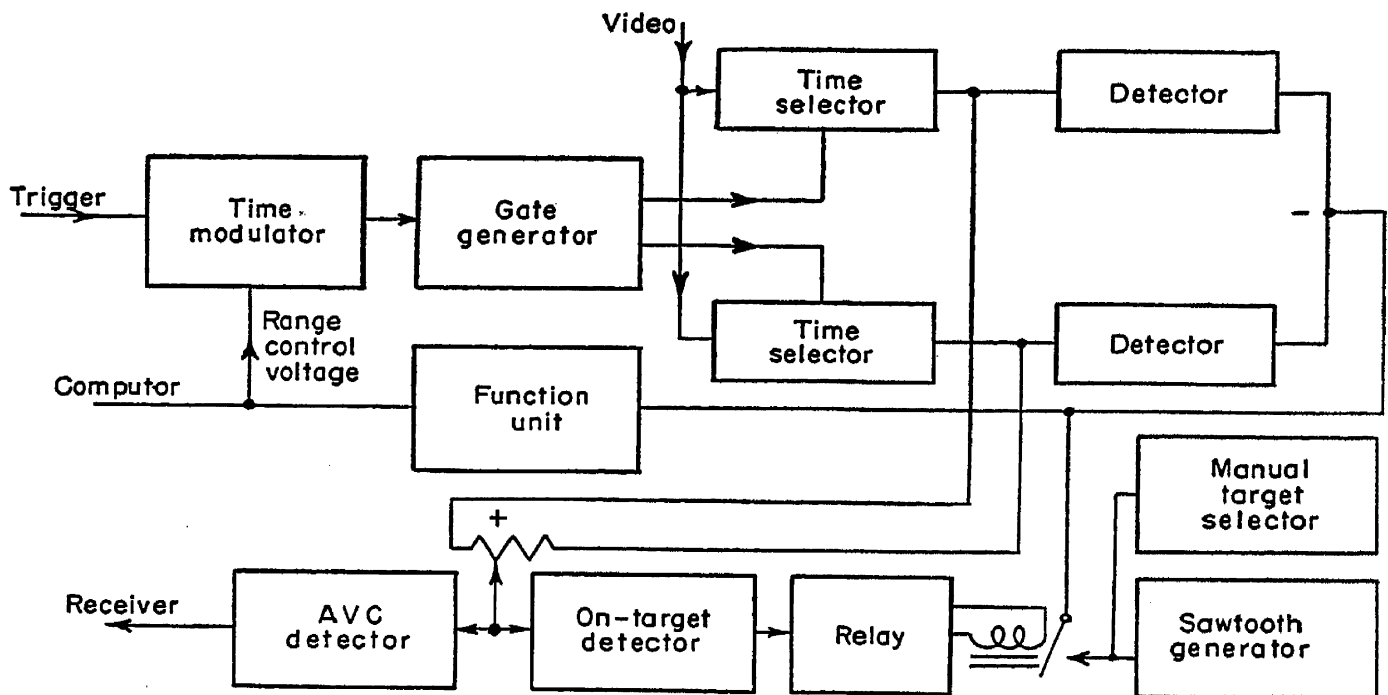 Video
Time
selector
Detector
Trigger
Time
modulator
Gate
generator
-
Range
control
voltage
Time
selector
Detector
Computor
Function
unit
Manual
target
selector
+
Receiver
AVC
detector
On-target
detector
Relay
Sawtooth
generator